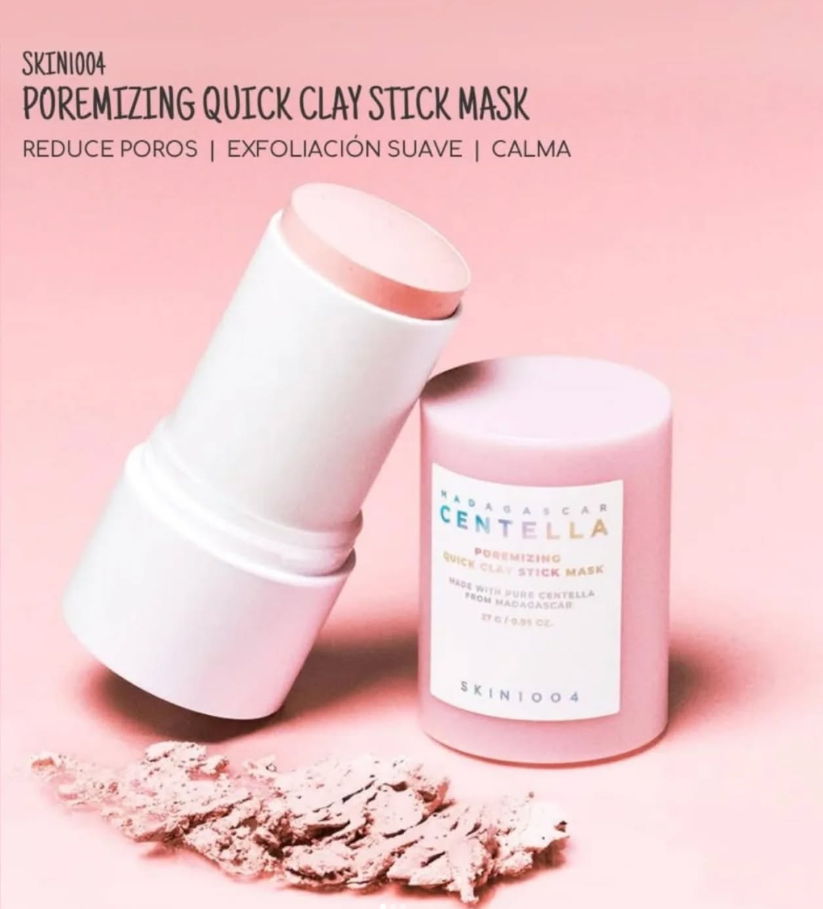 SKIN1004
POREMIZING QUICK CLAY STICK MASK
REDUCE POROS | EXFOLIACIÓN SUAVE | CALMA
MADAGASCAR
CENTELLA
POREMIZING
QUICK CLAY STICK MASK
MADE WITH PURE CENTELLA
FROM MADAGASCAR
27 G / 0.95 OZ.
SKIN1004